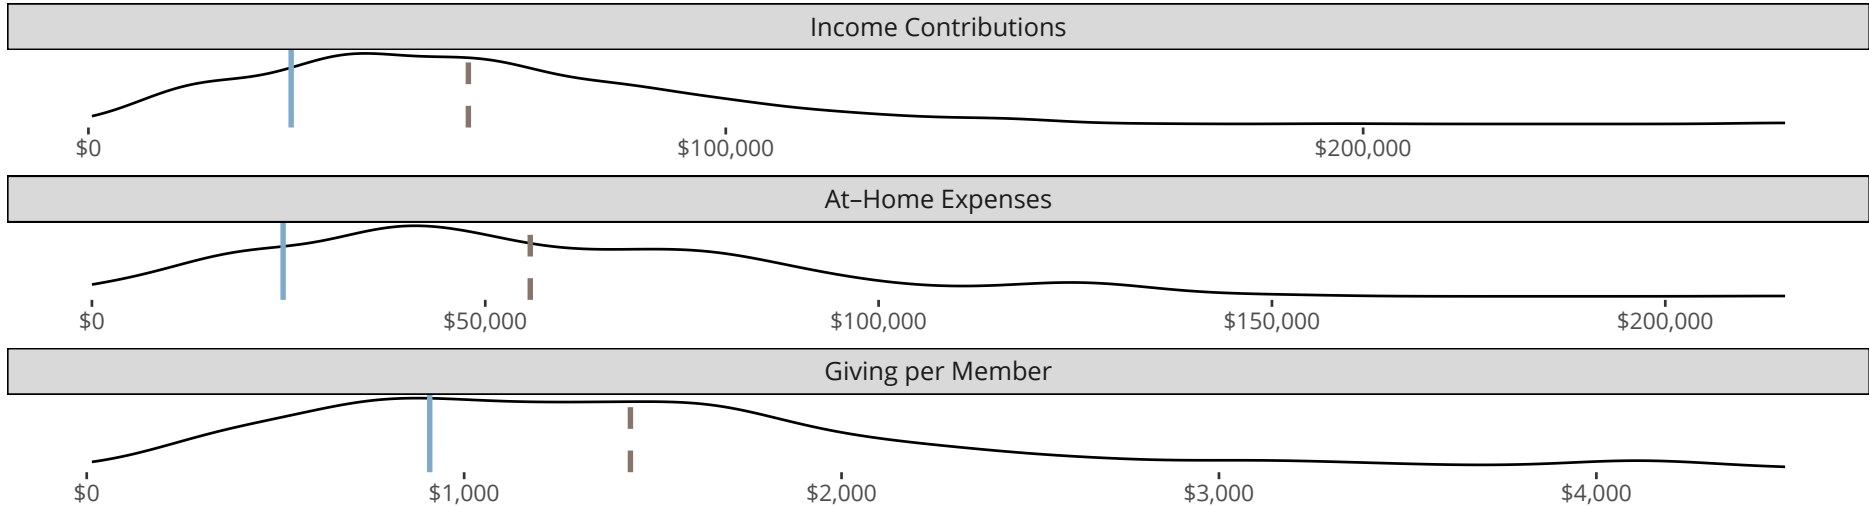 Income Contributions
$0 $100,000 $200,000
At–Home Expenses
$0 $50,000 $100,000 $150,000 $200,000
Giving per Member
$0 $1,000 $2,000 $3,000 $4,000